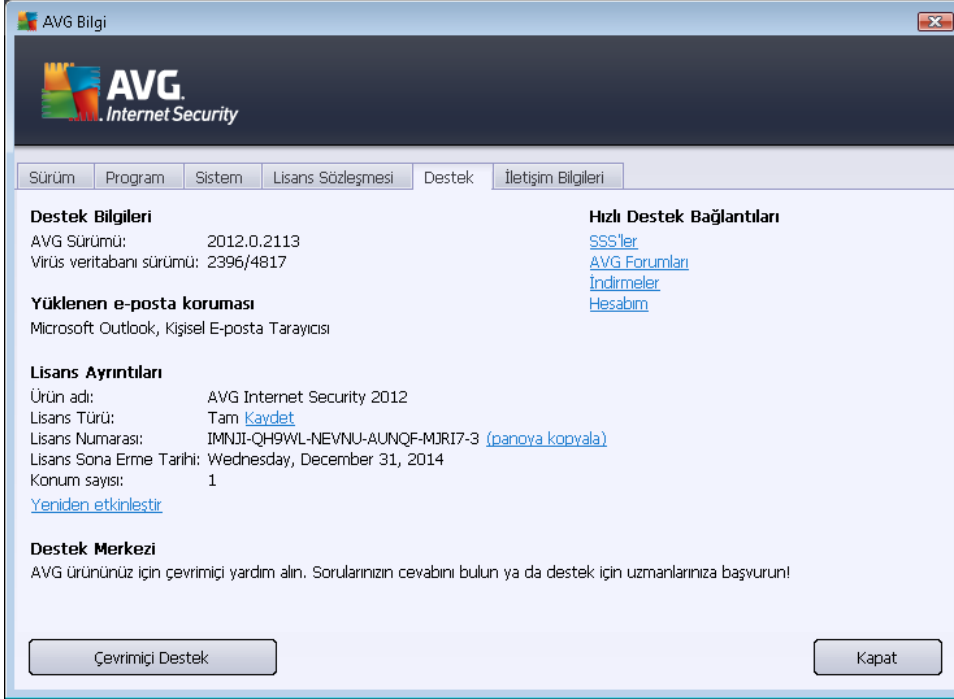 AVG Bilgi
AVG.
Internet Security
Sürüm Program Sistem Lisans Sözleşmesi Destek İletişim Bilgileri
Destek Bilgileri
AVG Sürümü: 2012.0.2113
Virüs veritabanı sürümü: 2396/4817
Yüklenen e-posta koruması
Microsoft Outlook, Kişisel E-posta Tarayıcısı
Lisans Ayrıntıları
Ürün adı: AVG Internet Security 2012
Lisans Türü: Tam Kaydet
Lisans Numarası: IMNJI-QH9WL-NEVNU-AUNQF-MJRI7-3 (panoya kopyala)
Lisans Sona Erme Tarihi: Wednesday, December 31, 2014
Konum sayısı: 1
Yeniden etkinleştir
Destek Merkezi
AVG ürününüz için çevrimiçi yardım alın. Sorularınızın cevabını bulun ya da destek için uzmanlarınıza başvurun!
Hızlı Destek Bağlantıları
SSS'ler
AVG Forumları
İndirmeler
Hesabım
Çevrimiçi Destek
Kapat